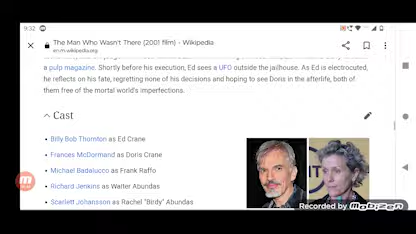 9:32
The Man Who Wasn't There (2001 film) - Wikipedia
en.m.wikipedia.org
a pulp magazine. Shortly before his execution, Ed sees a UFO outside the jailhouse. As Ed is electrocuted,
he reflects on his fate, regretting none of his decisions and hoping to see Doris in the afterlife, both of
them free of the mortal world's imperfections.
Cast
• Billy Bob Thornton as Ed Crane
• Frances McDormand as Doris Crane
• Michael Badalucco as Frank Raffo
• Richard Jenkins as Walter Abundas
• Scarlett Johansson as Rachel "Birdy" Abundas
Recorded by Mobizen